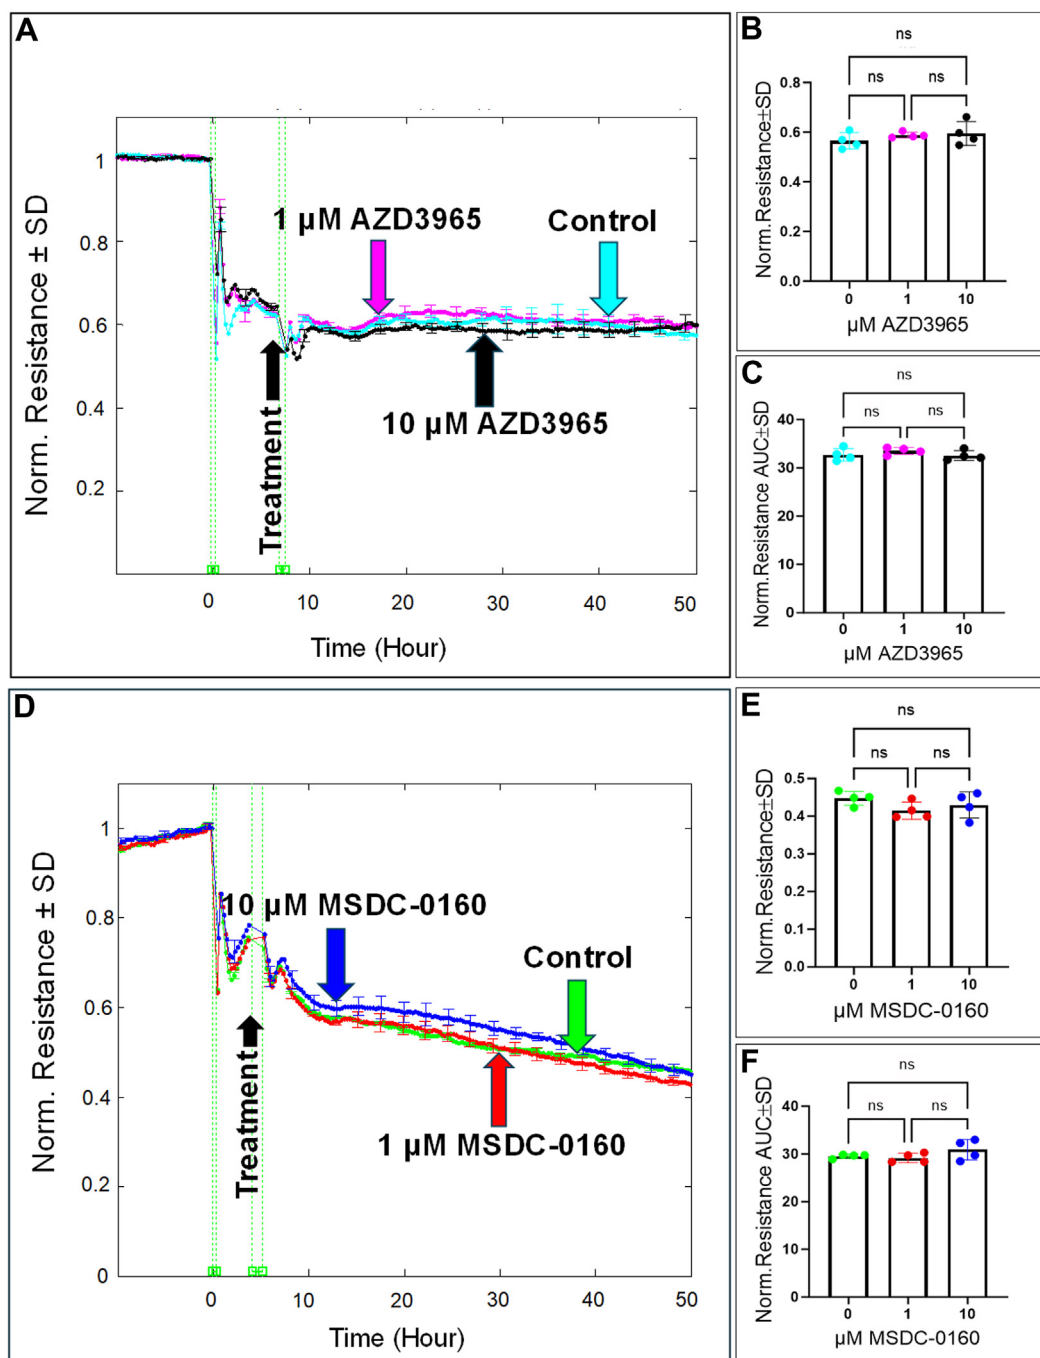 A
1
0.8
0.6
0.4
0.2
Norm. Resistance ± SD
1 µM AZD3965
Control
10 µM AZD3965
Treatment
0
10
20
30
40
50
Time (Hour)
B
ns
ns
ns
Norm.Resistance±SD
0.8
0.6
0.4
0.2
0.0
0
1
10
µM AZD3965
C
ns
ns
ns
Norm.Resistance AUC±SD
40
30
20
10
0
0
1
10
µM AZD3965
D
1
0.8
0.6
0.4
0.2
0
Norm. Resistance ± SD
10 µM MSDC-0160
Control
1 µM MSDC-0160
Treatment
0
10
20
30
40
50
Time (Hour)
E
ns
ns
ns
Norm.Resistance±SD
0.5
0.4
0.3
0.2
0.1
0.0
0
1
10
µM MSDC-0160
F
ns
ns
ns
Norm.Resistance AUC±SD
40
30
20
10
0
0
1
10
µM MSDC-0160